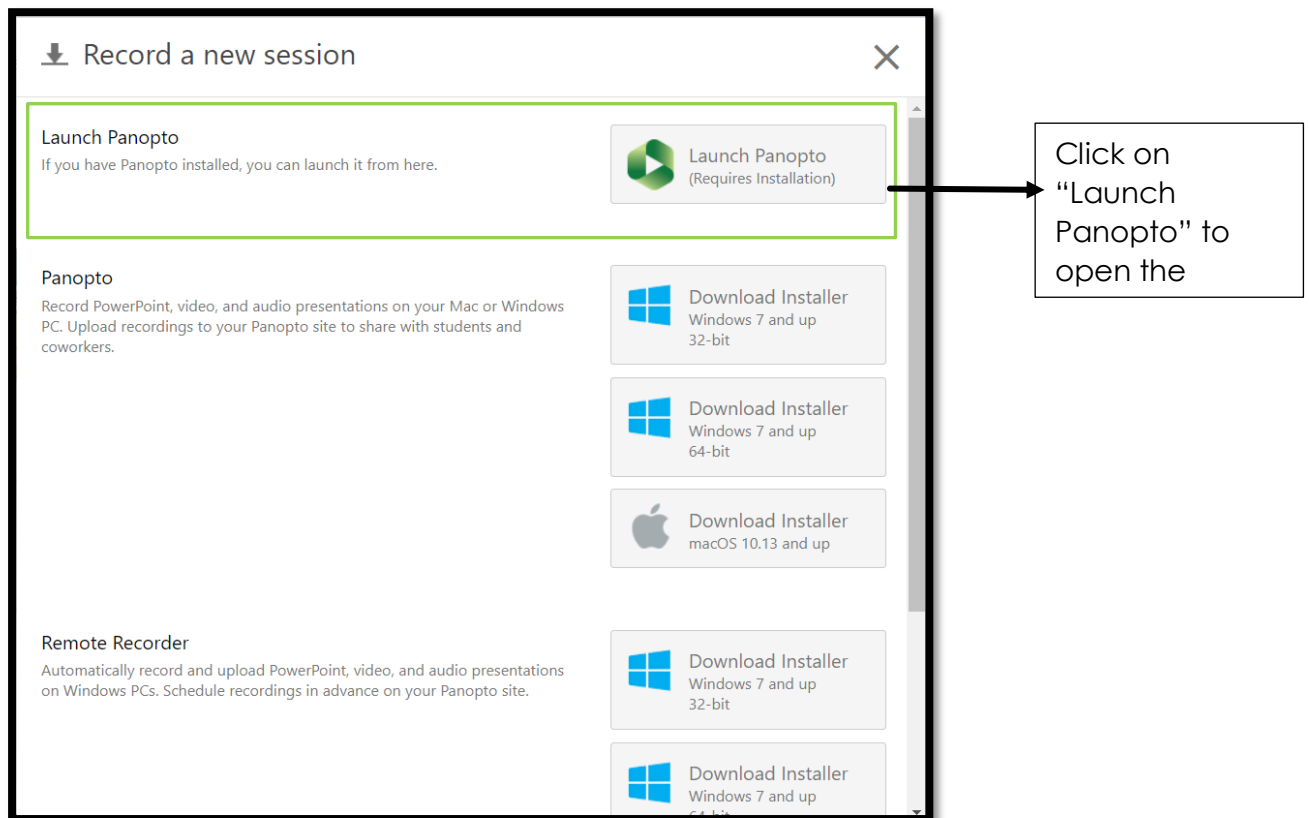 Record a new session
Launch Panopto
If you have Panopto installed, you can launch it from here.
Launch Panopto
(Requires Installation)
Click on
“Launch
Panopto” to
open the
Panopto
Record PowerPoint, video, and audio presentations on your Mac or Windows
PC. Upload recordings to your Panopto site to share with students and
coworkers.
Download Installer
Windows 7 and up
32-bit
Download Installer
Windows 7 and up
64-bit
Download Installer
macOS 10.13 and up
Remote Recorder
Automatically record and upload PowerPoint, video, and audio presentations
on Windows PCs. Schedule recordings in advance on your Panopto site.
Download Installer
Windows 7 and up
32-bit
Download Installer
Windows 7 and up